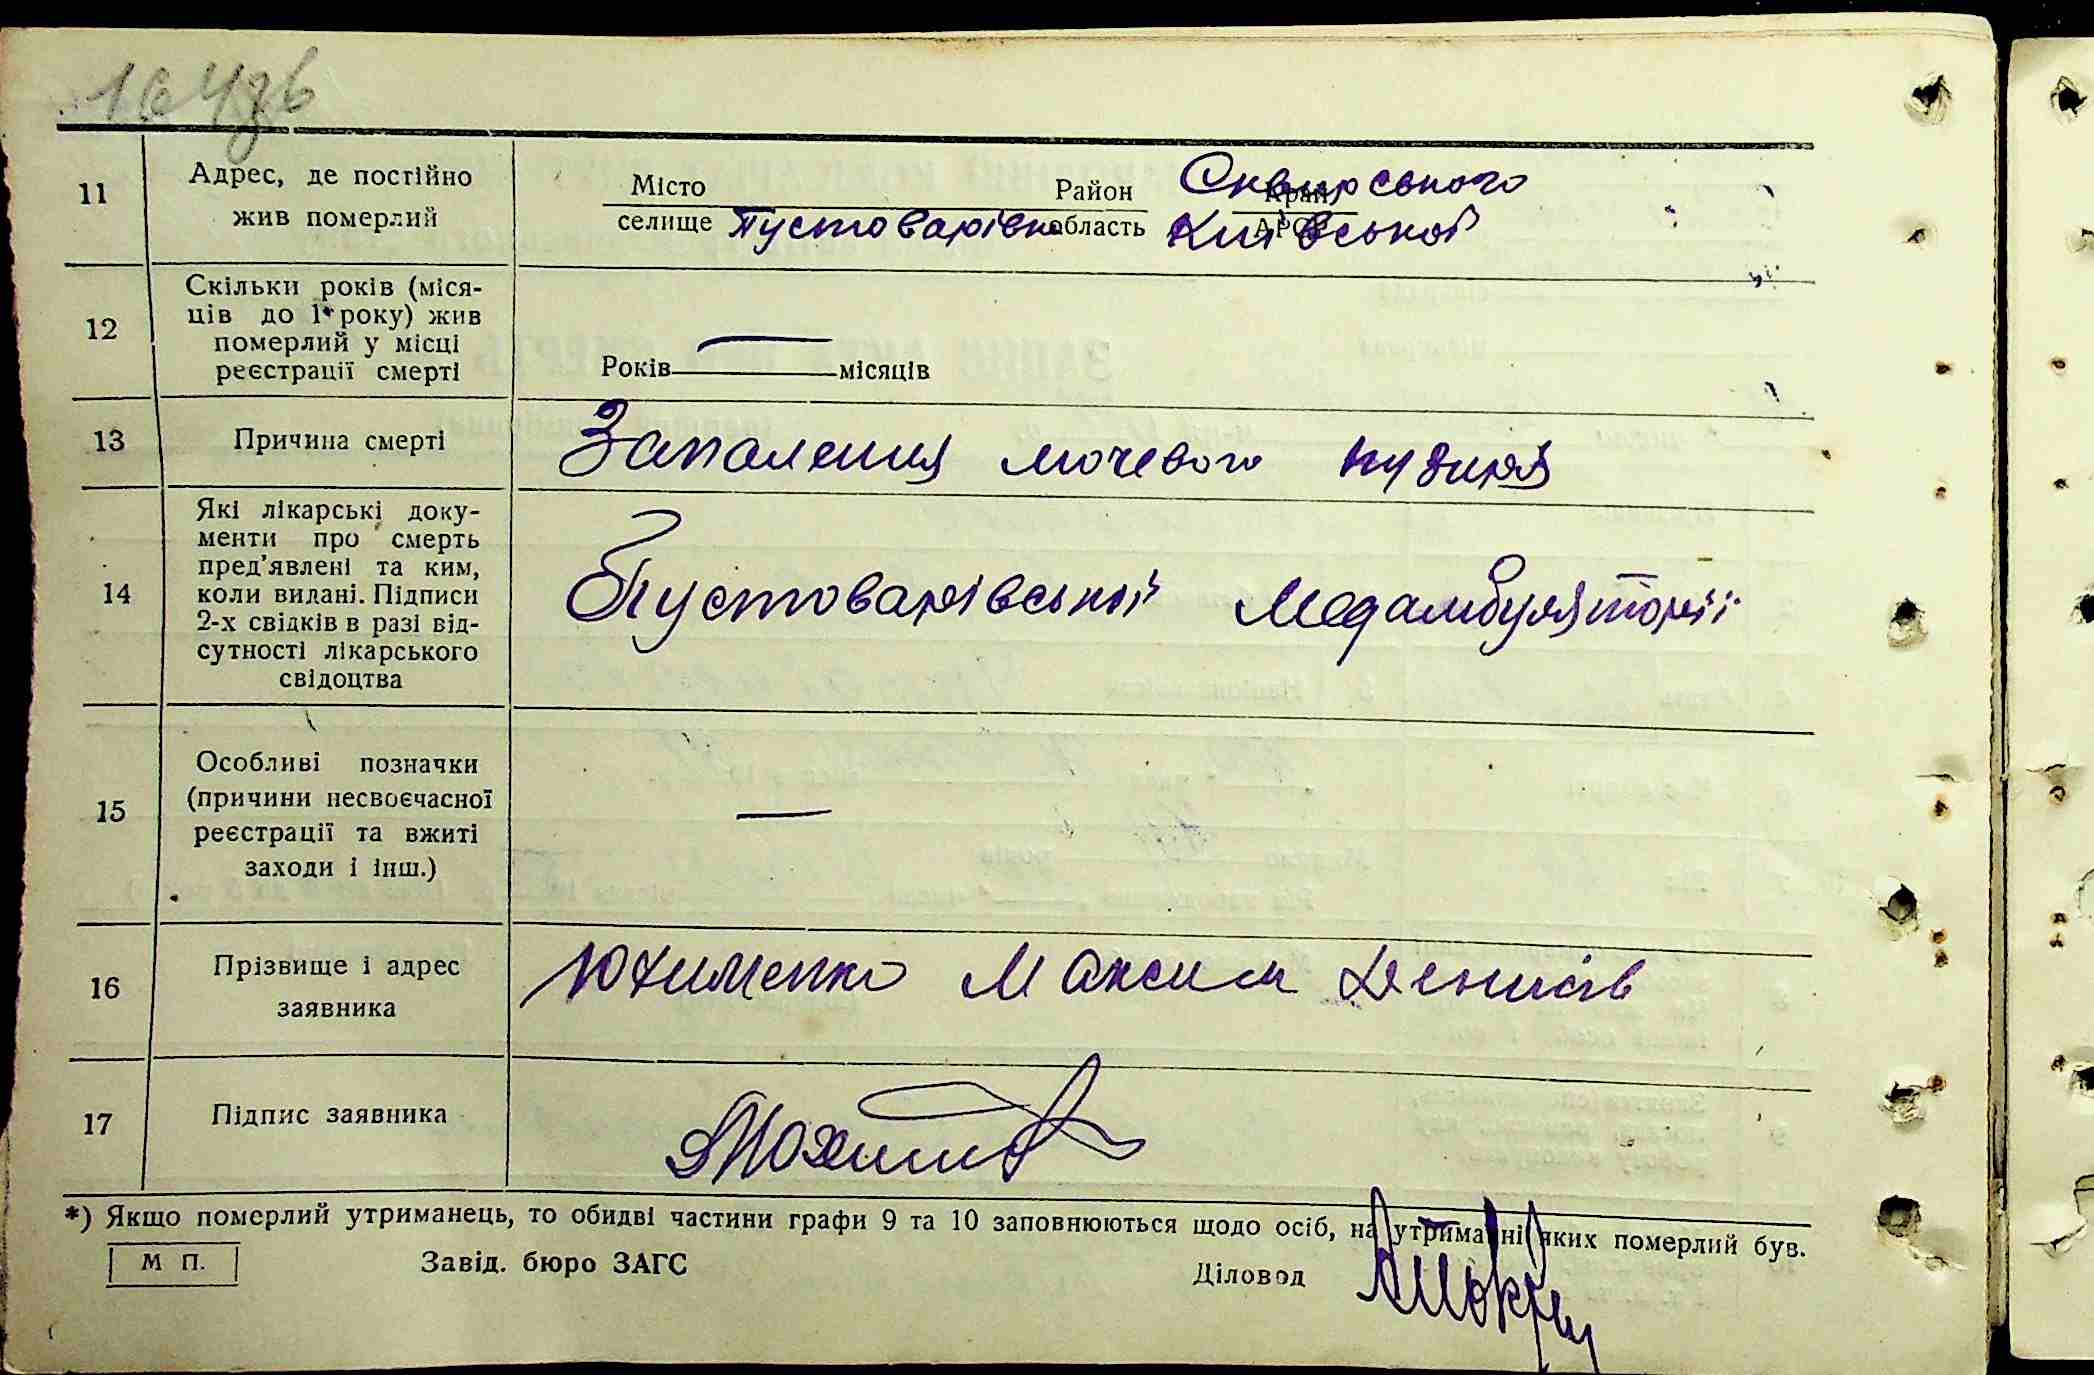 164зв
11 Адрес, де постійно жив померлий Місто Район Сквирського Край
селище Пустоварівка область Київської АРСР
12 Скільки років (міся-
ців до 1 року) жив
померлий у місці
реєстрації смерті Років — місяців
13 Причина смерті Запалення мочевого пузиря
14 Які лікарські доку-
менти про смерть
пред'явлені та ким,
коли видані. Підписи
2-х свідків в разі від-
сутності лікарського
свідоцтва Пустоварівської Медамбуляторії
15 Особливі позначки
(причини несвоєчасної
реєстрації та вжиті
заходи і інш.) —
16 Прізвище і адрес
заявника Юхименко Максим Денисів
17 Підпис заявника
*) Якщо померлий утриманець, то обидві частини графи 9 та 10 заповнюються щодо осіб, на утриманні яких померлий був.
М П. Завід. бюро ЗАГС Діловод